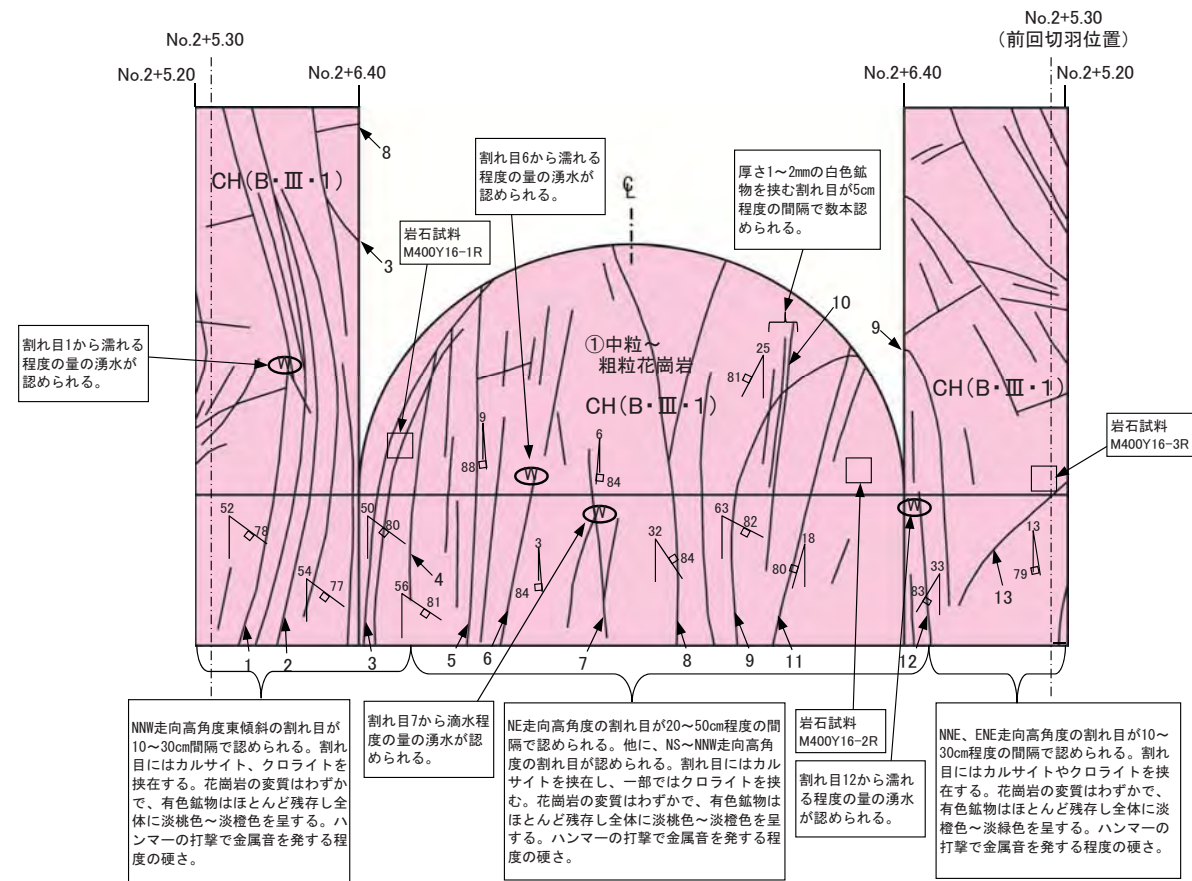 No.2+5.30
No.2+5.20
No.2+6.40
No.2+6.40
No.2+5.30
(前回切羽位置)
No.2+5.20
CH(B・Ⅲ・1)
8
3
割れ目6から濡れる
程度の量の湧水が
認められる。
岩石試料
M400Y16-1R
℄
厚さ1~2mmの白色鉱
物を挟む割れ目が5cm
程度の間隔で数本認
められる。
10
9
割れ目1から濡れる
程度の量の湧水が
認められる。
W
①中粒~
粗粒花崗岩
CH(B・Ⅲ・1)
25
81
CH(B・Ⅲ・1)
岩石試料
M400Y16-3R
9
88
W
6
84
W
W
52
78
54
77
50
80
56
81
4
3
84
32
84
63
82
18
80
33
83
13
79
13
1
2
3
5
6
7
8
9
11
12
NNW走向高角度東傾斜の割れ目が
10~30cm間隔で認められる。割れ
目にはカルサイト、クロライトを
挟在する。花崗岩の変質はわずか
で、有色鉱物はほとんど残存し全
体に淡桃色~淡橙色を呈する。ハ
ンマーの打撃で金属音を発する程
度の硬さ。
割れ目7から滴水程
度の量の湧水が認
められる。
NE走向高角度の割れ目が20~50cm程度の間
隔で認められる。他に、NS~NNW走向高角
度の割れ目が認められる。割れ目にはカル
サイトを挟在し、一部ではクロライトを挟
む。花崗岩の変質はわずかで、有色鉱物は
ほとんど残存し全体に淡桃色~淡橙色を呈
する。ハンマーの打撃で金属音を発する程
度の硬さ。
岩石試料
M400Y16-2R
割れ目12から濡れ
る程度の量の湧水
が認められる。
NNE、ENE走向高角度の割れ目が10~
30cm程度の間隔で認められる。割れ
目にはカルサイトやクロライトを挟
在する。花崗岩の変質はわずかで、
有色鉱物はほとんど残存し全体に淡
橙色~淡緑色を呈する。ハンマーの
打撃で金属音を発する程度の硬さ。